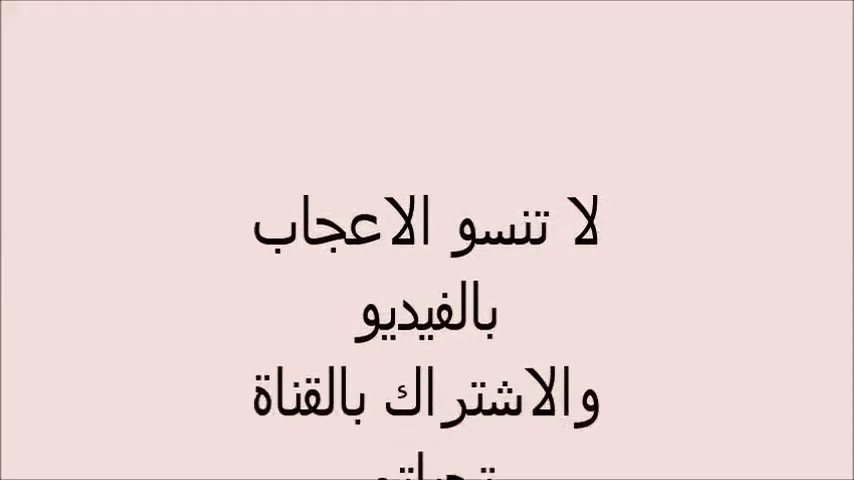 لا تنسو الاعجاب
بالفيديو
والاشتراك بالقناة